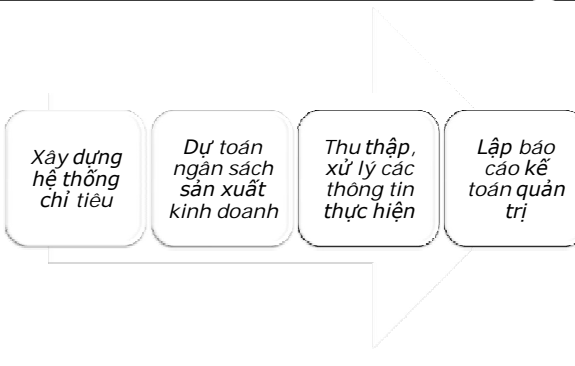 Xây dựng
hệ thống
chỉ tiêu
Dự toán
ngân sách
sản xuất
kinh doanh
Thu thập,
xử lý các
thông tin
thực hiện
Lập báo
cáo kế
toán quản
trị